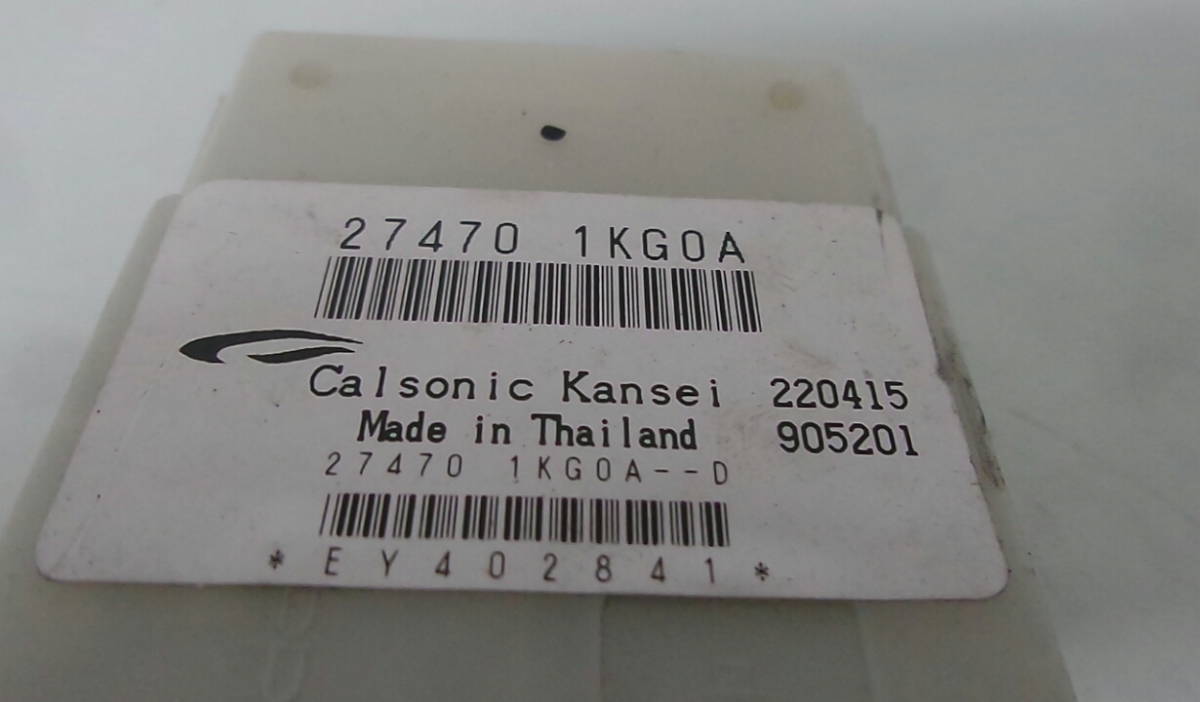 27470 1KG0A
Calsonic Kansei 220415
Made in Thailand 905201
27470 1KG0A--D
*EY402841*